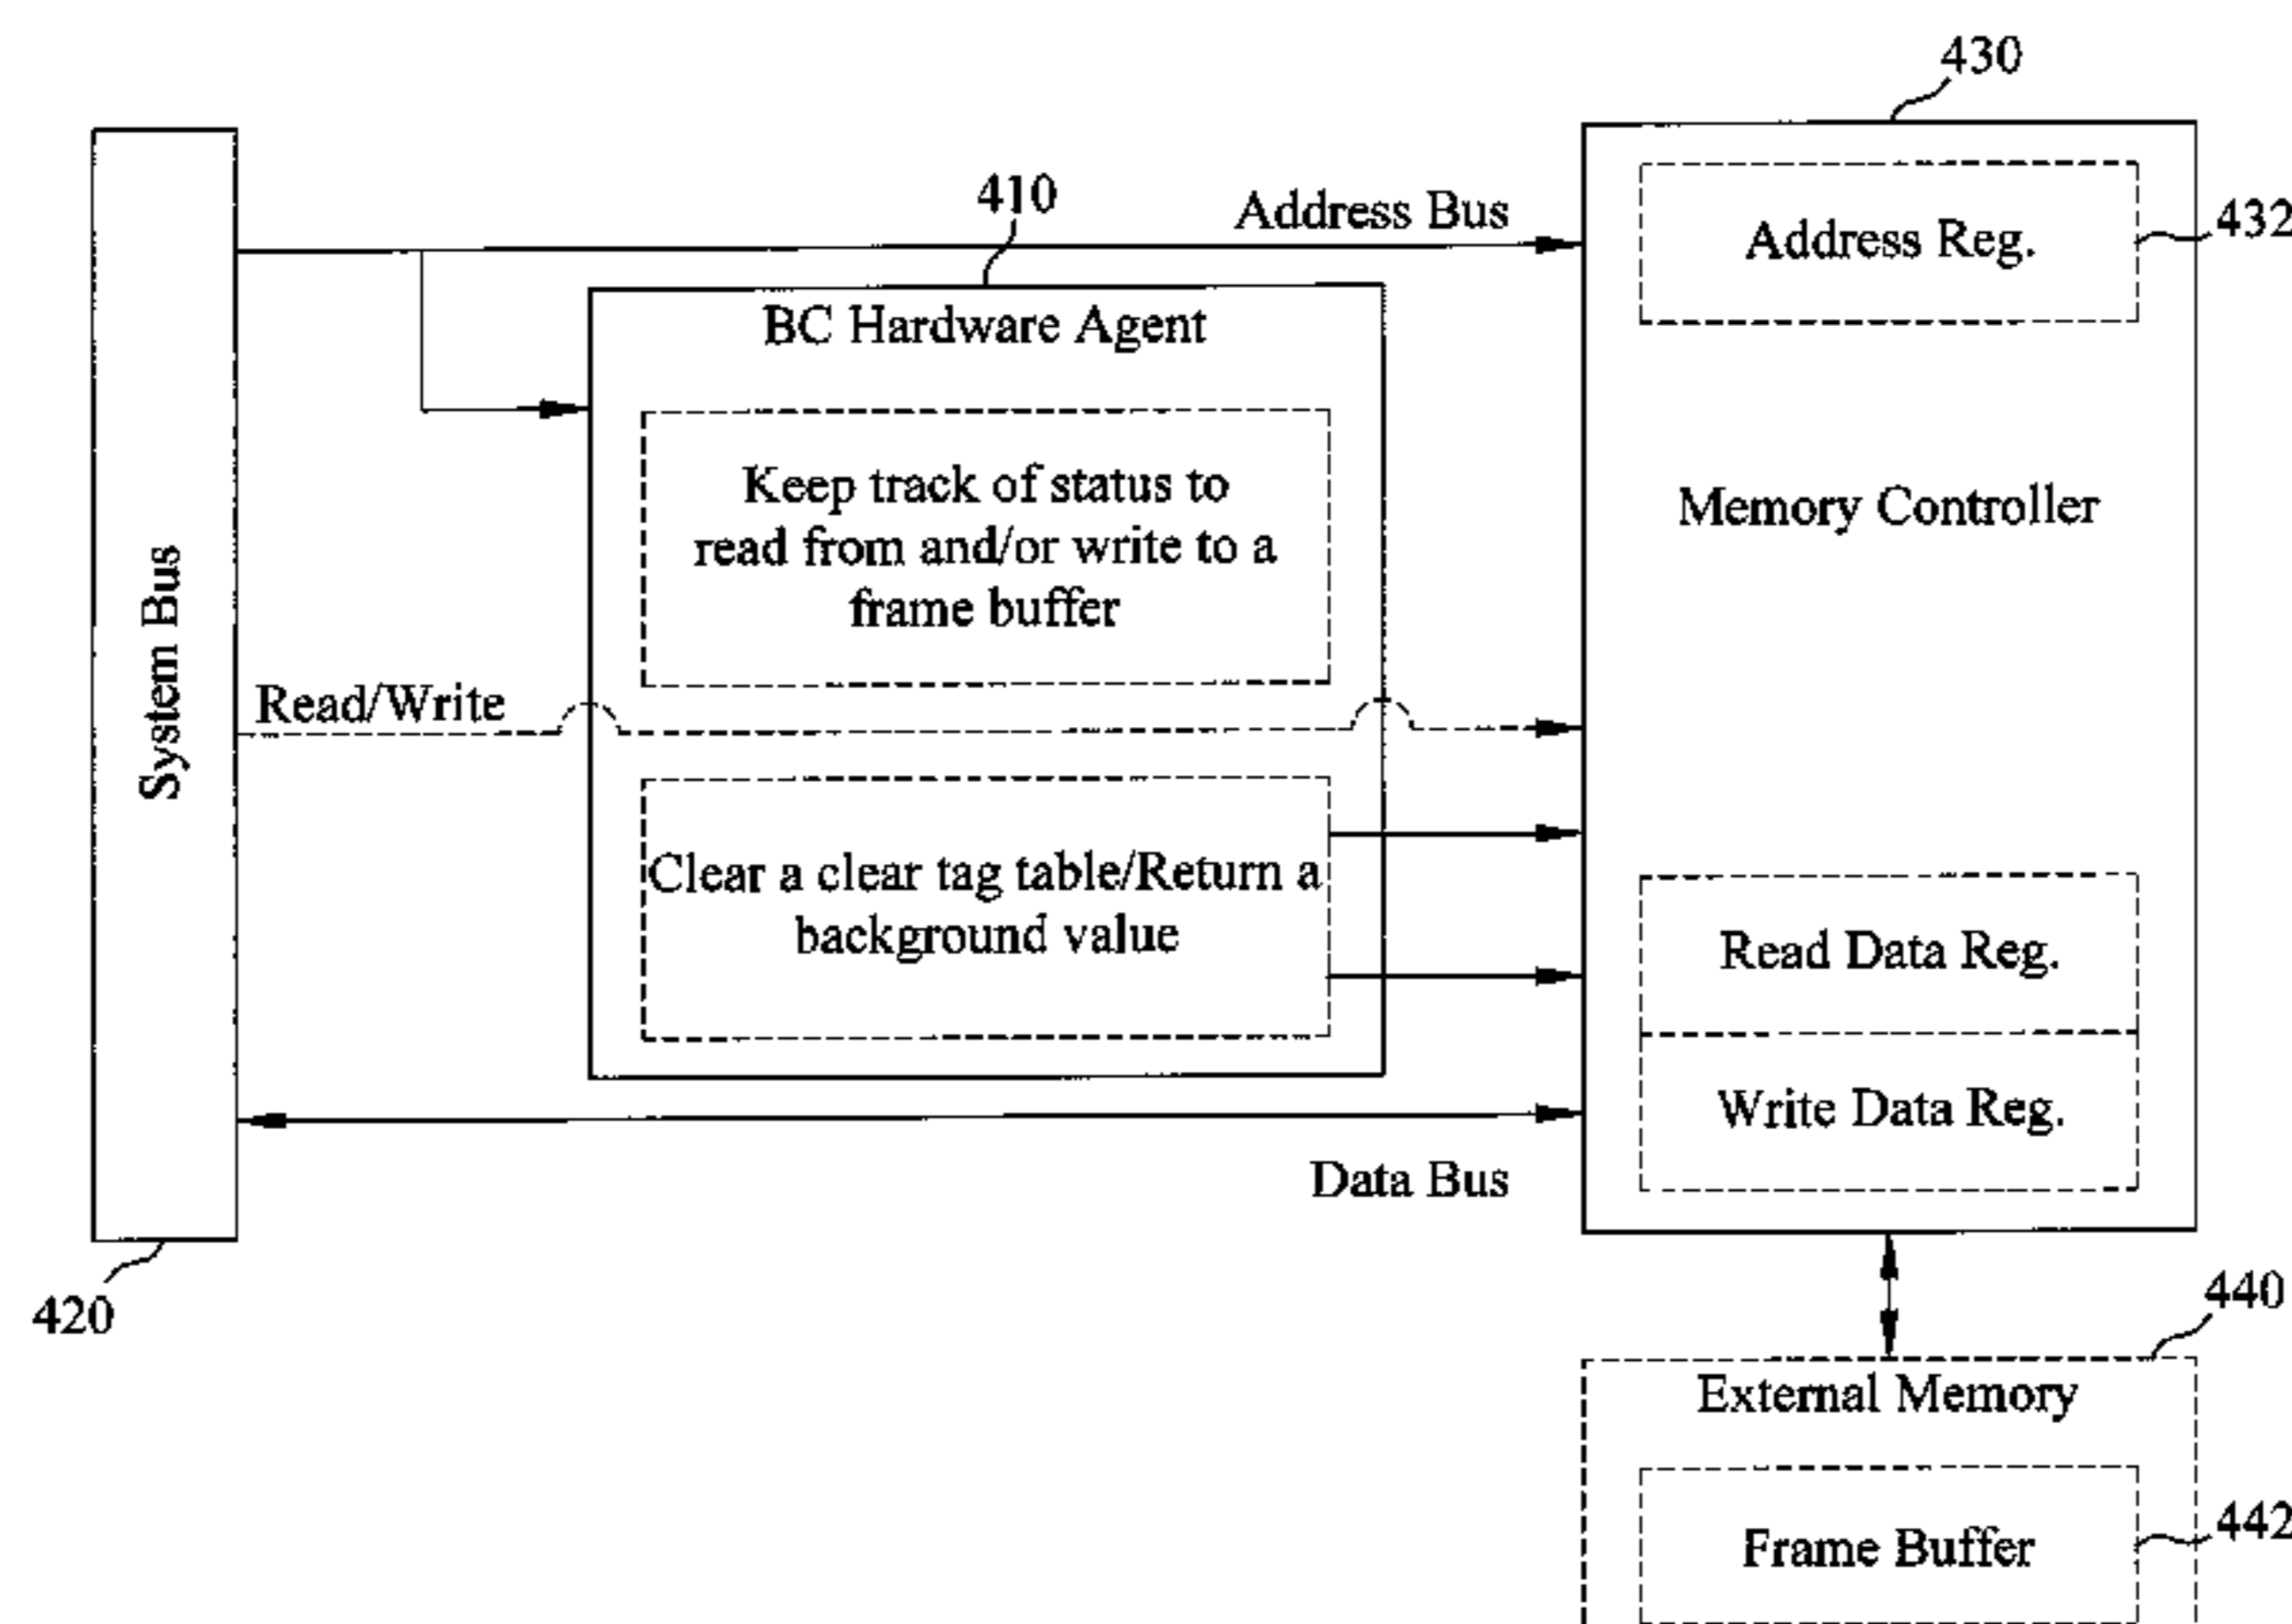 430
410
Address Bus
Address Reg.
432
BC Hardware Agent
Keep track of status to
read from and/or write to a
frame buffer
Memory Controller
System Bus
Read/Write
Clear a clear tag table/Return a
background value
Read Data Reg.
Write Data Reg.
Data Bus
420
440
External Memory
Frame Buffer
442